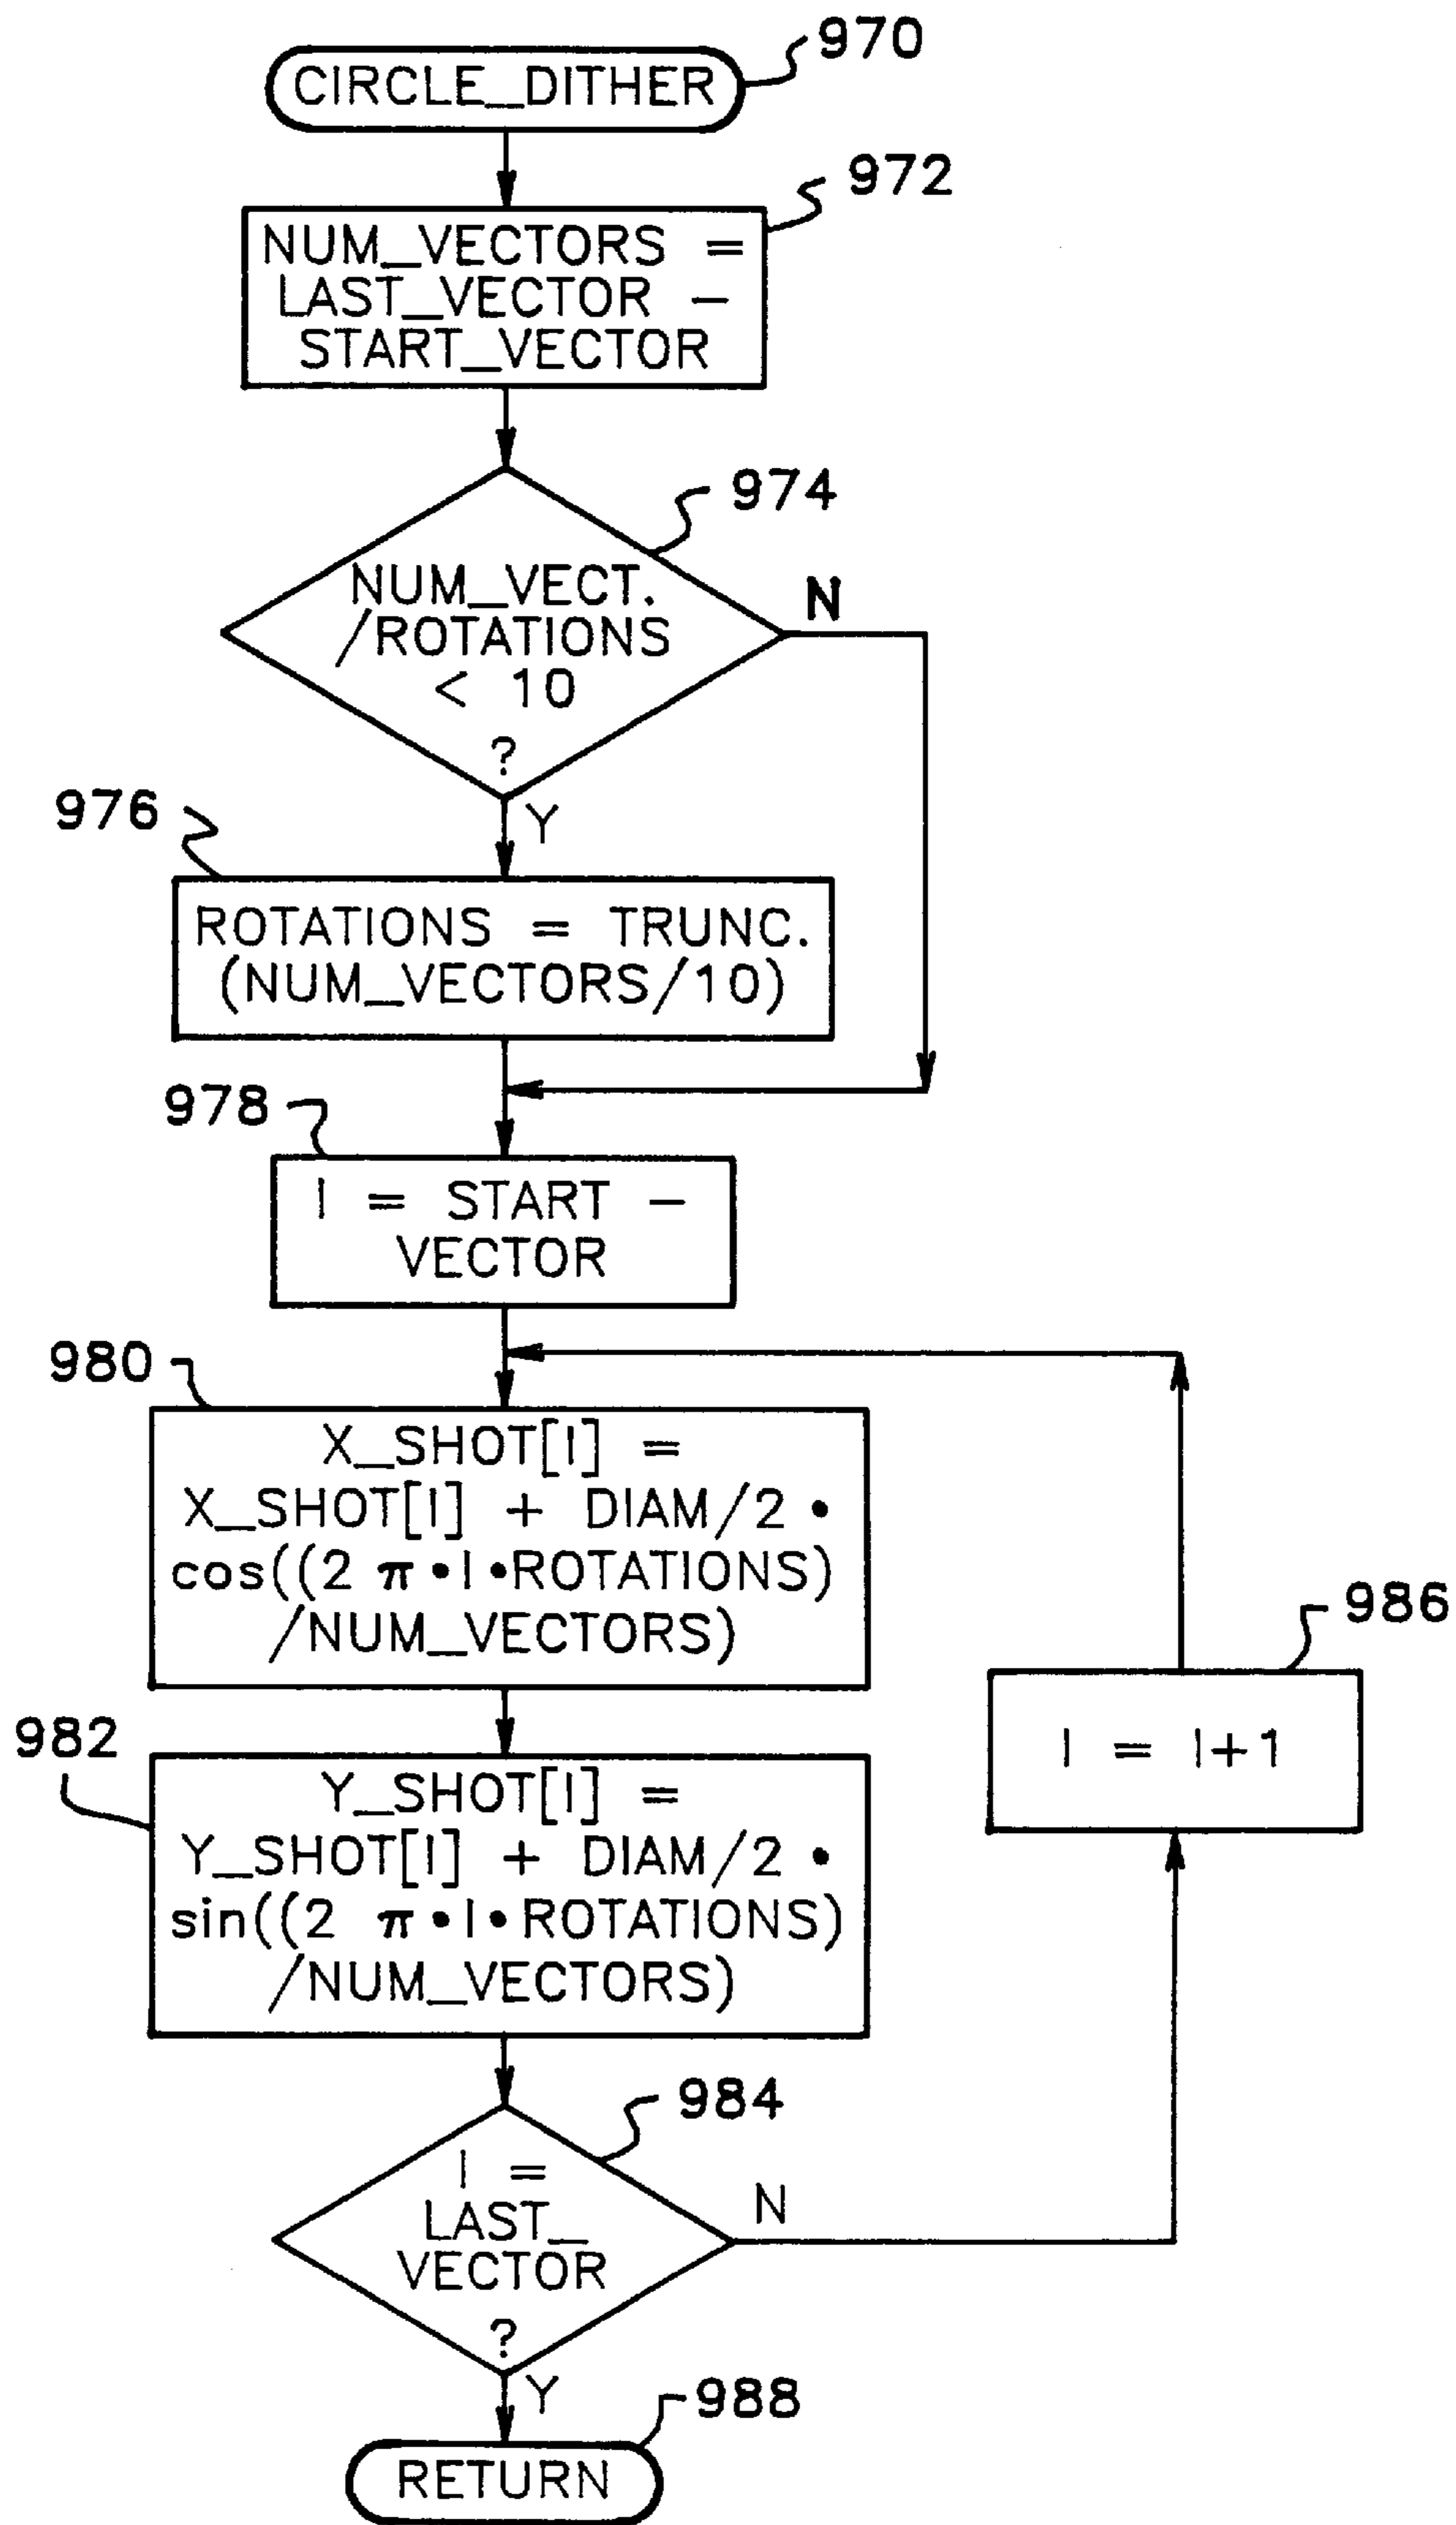 970
CIRCLE_DITHER
972
NUM_VECTORS =
LAST_VECTOR -
START_VECTOR
974
NUM_VECT.
/ROTATIONS
< 10
?
N
Y
976
ROTATIONS = TRUNC.
(NUM_VECTORS/10)
978
I = START -
VECTOR
980
X_SHOT[I] =
X_SHOT[I] + DIAM/2 •
cos((2 π •I•ROTATIONS)
/NUM_VECTORS)
986
I = I+1
982
Y_SHOT[I] =
Y_SHOT[I] + DIAM/2 •
sin((2 π •I•ROTATIONS)
/NUM_VECTORS)
984
I =
LAST_
VECTOR
?
N
Y
988
RETURN